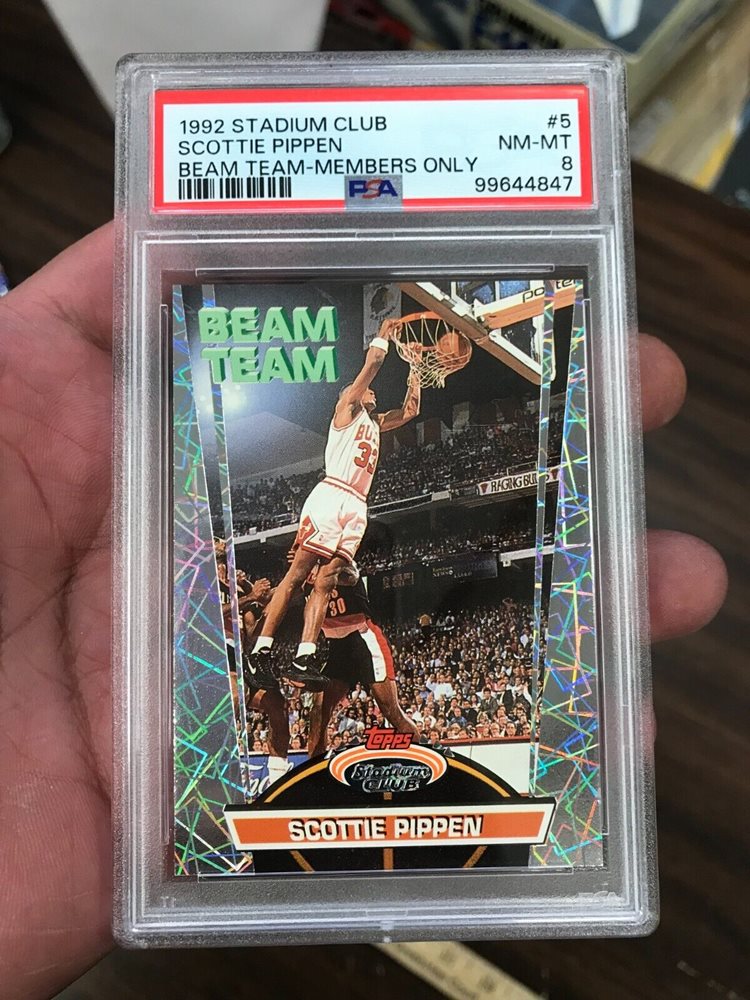 1992 STADIUM CLUB #5
SCOTTIE PIPPEN NM-MT
BEAM TEAM-MEMBERS ONLY 8
PSA 99644847
BEAM
TEAM
BULLS
33
RAGING BULLS
30
Topps
Stadium
CLUB
SCOTTIE PIPPEN